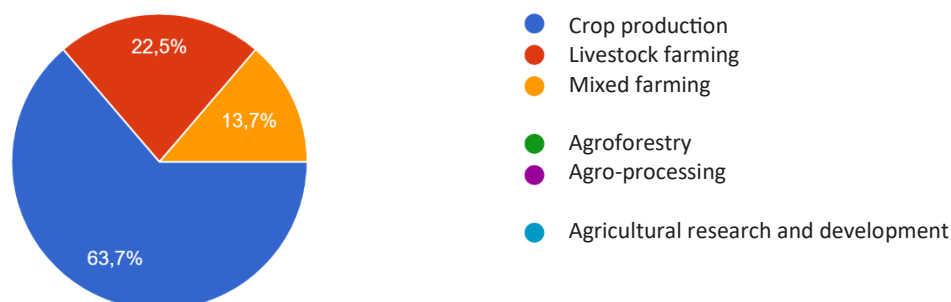 22,5%
13,7%
63,7%
Crop production
Livestock farming
Mixed farming
Agroforestry
Agro-processing
Agricultural research and development